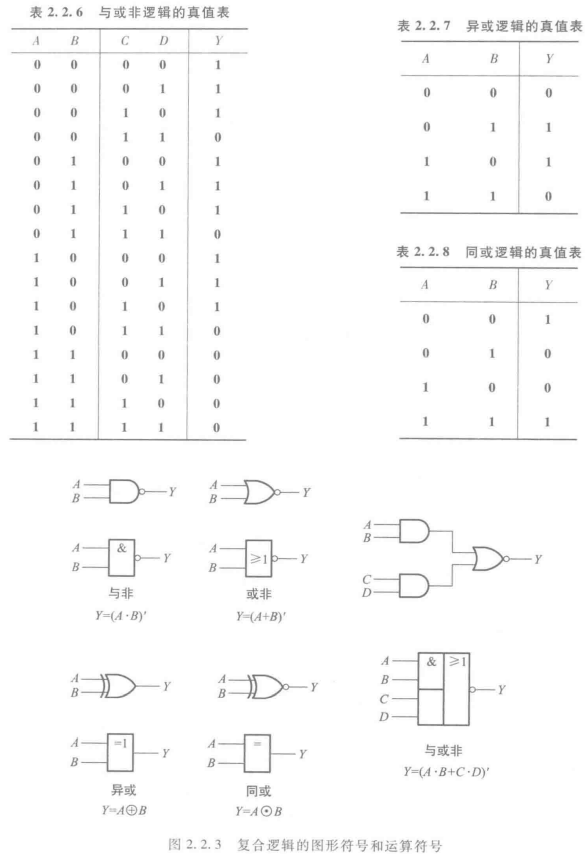 表 2.2.6 与或非逻辑的真值表
A B C D Y
0 0 0 0 1
0 0 0 1 1
0 0 1 0 1
0 0 1 1 0
0 1 0 0 1
0 1 0 1 1
0 1 1 0 1
0 1 1 1 0
1 0 0 0 1
1 0 0 1 1
1 0 1 0 1
1 0 1 1 0
1 1 0 0 0
1 1 0 1 0
1 1 1 0 0
1 1 1 1 0
表 2.2.7 异或逻辑的真值表
A B Y
0 0 0
0 1 1
1 0 1
1 1 0
表 2.2.8 同或逻辑的真值表
A B Y
0 0 1
0 1 0
1 0 0
1 1 1
A
B
Y
A
B
&
Y
与非
Y=(A·B)'
A
B
Y
A
B
≥1
Y
或非
Y=(A+B)'
A
B
C
D
Y
A
B
C
D
& ≥1
Y
与或非
Y=(A·B+C·D)'
A
B
Y
A
B
=1
Y
异或
Y=A⊕B
A
B
Y
A
B
=
Y
同或
Y=A⊙B
图 2.2.3 复合逻辑的图形符号和运算符号